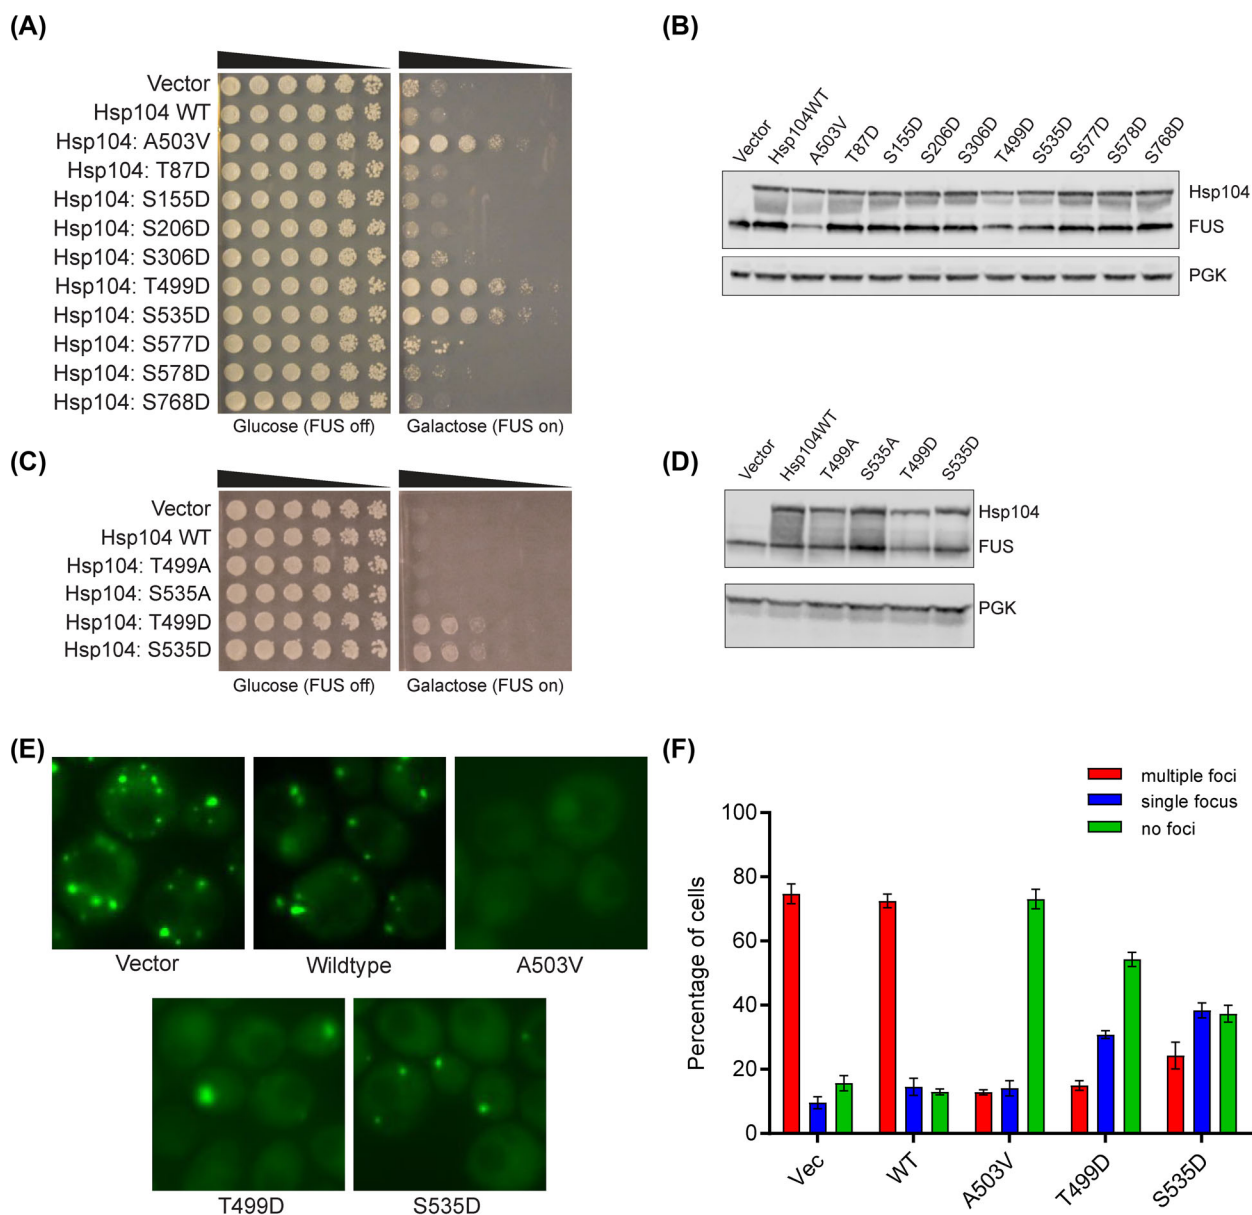 (A)
Vector
Hsp104 WT
Hsp104: A503V
Hsp104: T87D
Hsp104: S155D
Hsp104: S206D
Hsp104: S306D
Hsp104: T499D
Hsp104: S535D
Hsp104: S577D
Hsp104: S578D
Hsp104: S768D
Glucose (FUS off)
Galactose (FUS on)
(B)
Vector
Hsp104WT
A503V
T87D
S155D
S206D
S306D
T499D
S535D
S577D
S578D
S768D
Hsp104
FUS
PGK
(C)
Vector
Hsp104 WT
Hsp104: T499A
Hsp104: S535A
Hsp104: T499D
Hsp104: S535D
Glucose (FUS off)
Galactose (FUS on)
(D)
Vector
Hsp104WT
T499A
S535A
T499D
S535D
Hsp104
FUS
PGK
(E)
Vector
Wildtype
A503V
T499D
S535D
(F)
multiple foci
single focus
no foci
Percentage of cells
100
80
60
40
20
0
Vec
WT
A503V
T499D
S535D